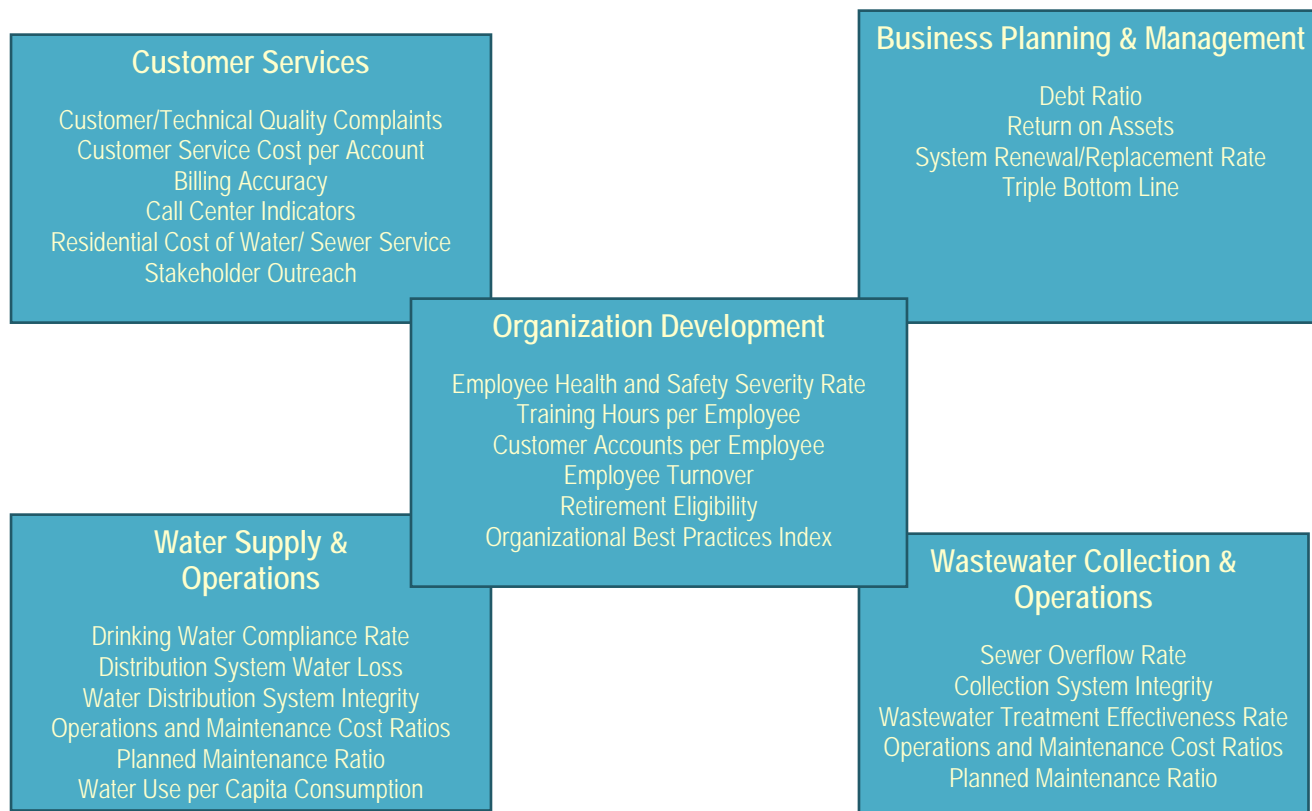 Customer Services
Customer/Technical Quality Complaints
Customer Service Cost per Account
Billing Accuracy
Call Center Indicators
Residential Cost of Water/ Sewer Service
Stakeholder Outreach
Business Planning & Management
Debt Ratio
Return on Assets
System Renewal/Replacement Rate
Triple Bottom Line
Organization Development
Employee Health and Safety Severity Rate
Training Hours per Employee
Customer Accounts per Employee
Employee Turnover
Retirement Eligibility
Organizational Best Practices Index
Water Supply &
Operations
Drinking Water Compliance Rate
Distribution System Water Loss
Water Distribution System Integrity
Operations and Maintenance Cost Ratios
Planned Maintenance Ratio
Water Use per Capita Consumption
Wastewater Collection &
Operations
Sewer Overflow Rate
Collection System Integrity
Wastewater Treatment Effectiveness Rate
Operations and Maintenance Cost Ratios
Planned Maintenance Ratio